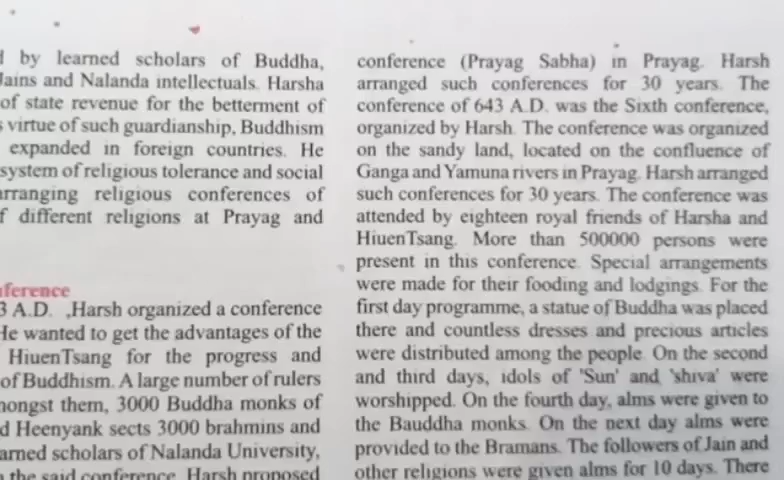 by learned scholars of Buddha,
Jains and Nalanda intellectuals. Harsha
of state revenue for the betterment of
virtue of such guardianship, Buddhism
expanded in foreign countries. He
system of religious tolerance and social
arranging religious conferences of
of different religions at Prayag and
nference
3 A.D. ,Harsh organized a conference
He wanted to get the advantages of the
HiuenTsang for the progress and
of Buddhism. A large number of rulers
mongst them, 3000 Buddha monks of
d Heenyank sects 3000 brahmins and
arned scholars of Nalanda University,
the said conference. Harsh proposed
conference (Prayag Sabha) in Prayag. Harsh
arranged such conferences for 30 years. The
conference of 643 A.D. was the Sixth conference,
organized by Harsh. The conference was organized
on the sandy land, located on the confluence of
Ganga and Yamuna rivers in Prayag. Harsh arranged
such conferences for 30 years. The conference was
attended by eighteen royal friends of Harsha and
HiuenTsang. More than 500000 persons were
present in this conference. Special arrangements
were made for their fooding and lodgings. For the
first day programme, a statue of Buddha was placed
there and countless dresses and precious articles
were distributed among the people. On the second
and third days, idols of 'Sun' and 'shiva' were
worshipped. On the fourth day, alms were given to
the Bauddha monks. On the next day alms were
provided to the Bramans. The followers of Jain and
other religions were given alms for 10 days. There